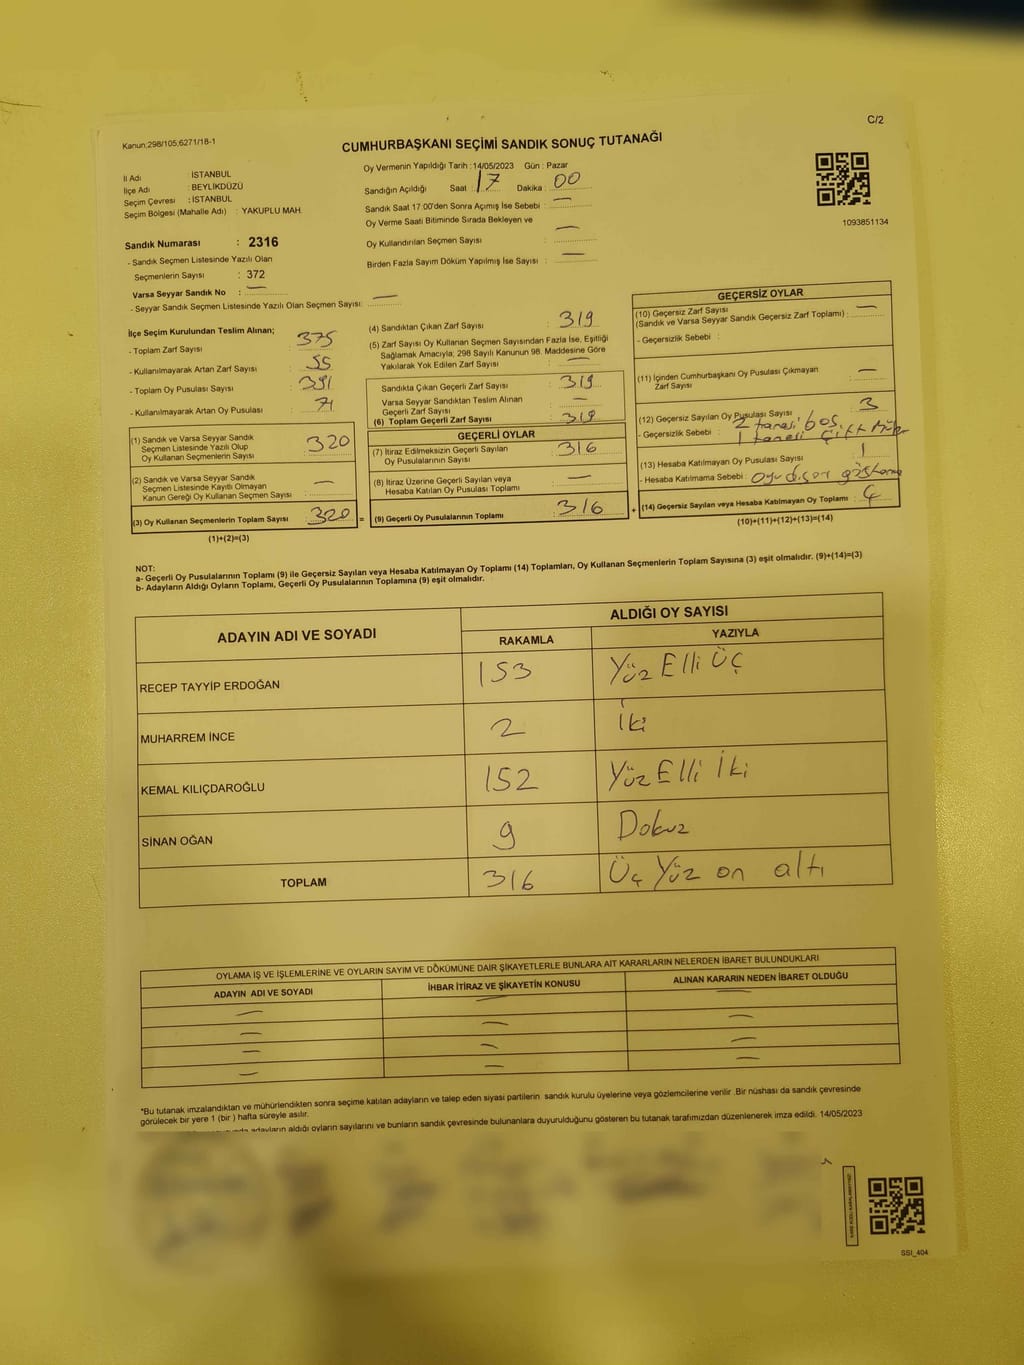 Kanun;298/105;6271/18-1
C/2
CUMHURBAŞKANI SEÇİMİ SANDIK SONUÇ TUTANAĞI
İl Adı : İSTANBUL
İlçe Adı : BEYLİKDÜZÜ
Seçim Çevresi : İSTANBUL
Seçim Bölgesi (Mahalle Adı) : YAKUPLU MAH.
Oy Vermenin Yapıldığı Tarih : 14/05/2023 Gün : Pazar
Sandığın Açıldığı Saat : 17 Dakika : 00
Sandık Saat 17:00'den Sonra Açımış İse Sebebi : —
Oy Verme Saati Bitiminde Sırada Bekleyen ve
Oy Kullandırılan Seçmen Sayısı : —
Birden Fazla Sayım Döküm Yapılmış İse Sayısı : —
1093851134
Sandık Numarası : 2316
- Sandık Seçmen Listesinde Yazılı Olan
Seçmenlerin Sayısı : 372
Varsa Seyyar Sandık No : —
- Seyyar Sandık Seçmen Listesinde Yazılı Olan Seçmen Sayısı: —
İlçe Seçim Kurulundan Teslim Alınan;
- Toplam Zarf Sayısı : 375
- Kullanılmayarak Artan Zarf Sayısı : 55
- Toplam Oy Pusulası Sayısı : 391
- Kullanılmayarak Artan Oy Pusulası : 71
(1) Sandık ve Varsa Seyyar Sandık
Seçmen Listesinde Yazılı Olup
Oy Kullanan Seçmenlerin Sayısı : 320
(2) Sandık ve Varsa Seyyar Sandık
Seçmen Listesinde Kayıtlı Olmayan
Kanun Gereği Oy Kullanan Seçmen Sayısı : —
(3) Oy Kullanan Seçmenlerin Toplam Sayısı : 320 =
(1)+(2)=(3)
(4) Sandıktan Çıkan Zarf Sayısı : 319
(5) Zarf Sayısı Oy Kullanan Seçmen Sayısından Fazla İse, Eşitliği
Sağlamak Amacıyla; 298 Sayılı Kanunun 98. Maddesine Göre
Yakılarak Yok Edilen Zarf Sayısı : —
Sandıkta Çıkan Geçerli Zarf Sayısı : 319
Varsa Seyyar Sandıktan Teslim Alınan
Geçerli Zarf Sayısı : —
(6) Toplam Geçerli Zarf Sayısı : 319
GEÇERLİ OYLAR
(7) İtiraz Edilmeksizin Geçerli Sayılan
Oy Pusulalarının Sayısı : 316
(8) İtiraz Üzerine Geçerli Sayılan veya
Hesaba Katılan Oy Pusulası Toplamı : —
(9) Geçerli Oy Pusulalarının Toplamı : 316 +
GEÇERSİZ OYLAR
(10) Geçersiz Zarf Sayısı
(Sandık ve Varsa Seyyar Sandık Geçersiz Zarf Toplamı) : —
- Geçersizlik Sebebi :
(11) İçinden Cumhurbaşkanı Oy Pusulası Çıkmayan
Zarf Sayısı : —
(12) Geçersiz Sayılan Oy Pusulası Sayısı : 3
- Geçersizlik Sebebi : 2 tanesi boş
1 tanesi Çift Mühür
(13) Hesaba Katılmayan Oy Pusulası Sayısı : 1
- Hesaba Katılmama Sebebi : oyu dışarı gösterme
(14) Geçersiz Sayılan veya Hesaba Katılmayan Oy Toplamı : 4
(10)+(11)+(12)+(13)=(14)
NOT:
a- Geçerli Oy Pusulalarının Toplamı (9) ile Geçersiz Sayılan veya Hesaba Katılmayan Oy Toplamı (14) Toplamları, Oy Kullanan Seçmenlerin Toplam Sayısına (3) eşit olmalıdır. (9)+(14)=(3)
b- Adayların Aldığı Oyların Toplamı, Geçerli Oy Pusulalarının Toplamına (9) eşit olmalıdır.
ADAYIN ADI VE SOYADI
ALDIĞI OY SAYISI
RAKAMLA YAZIYLA
RECEP TAYYİP ERDOĞAN 153 Yüz Elli Üç
MUHARREM İNCE 2 İki
KEMAL KILIÇDAROĞLU 152 Yüz Elli İki
SİNAN OĞAN 9 Dokuz
TOPLAM 316 Üç Yüz on altı
OYLAMA İŞ VE İŞLEMLERİNE VE OYLARIN SAYIM VE DÖKÜMÜNE DAİR ŞİKAYETLERLE BUNLARA AİT KARARLARIN NELERDEN İBARET BULUNDUKLARI
ADAYIN ADI VE SOYADI İHBAR İTİRAZ VE ŞİKAYETİN KONUSU ALINAN KARARIN NEDEN İBARET OLDUĞU
— — —
— — —
— — —
— — —
*Bu tutanak imzalandıktan ve mühürlendikten sonra seçime katılan adayların ve talep eden siyasi partilerin sandık kurulu üyelerine veya gözlemcilerine verilir .Bir nüshası da sandık çevresinde
görülecek bir yere 1 (bir ) hafta süreyle asılır.
adayların aldığı oyların sayılarını ve bunların sandık çevresinde bulunanlara duyurulduğunu gösteren bu tutanak tarafımızdan düzenlenerek imza edildi. 14/05/2023
SSI_404